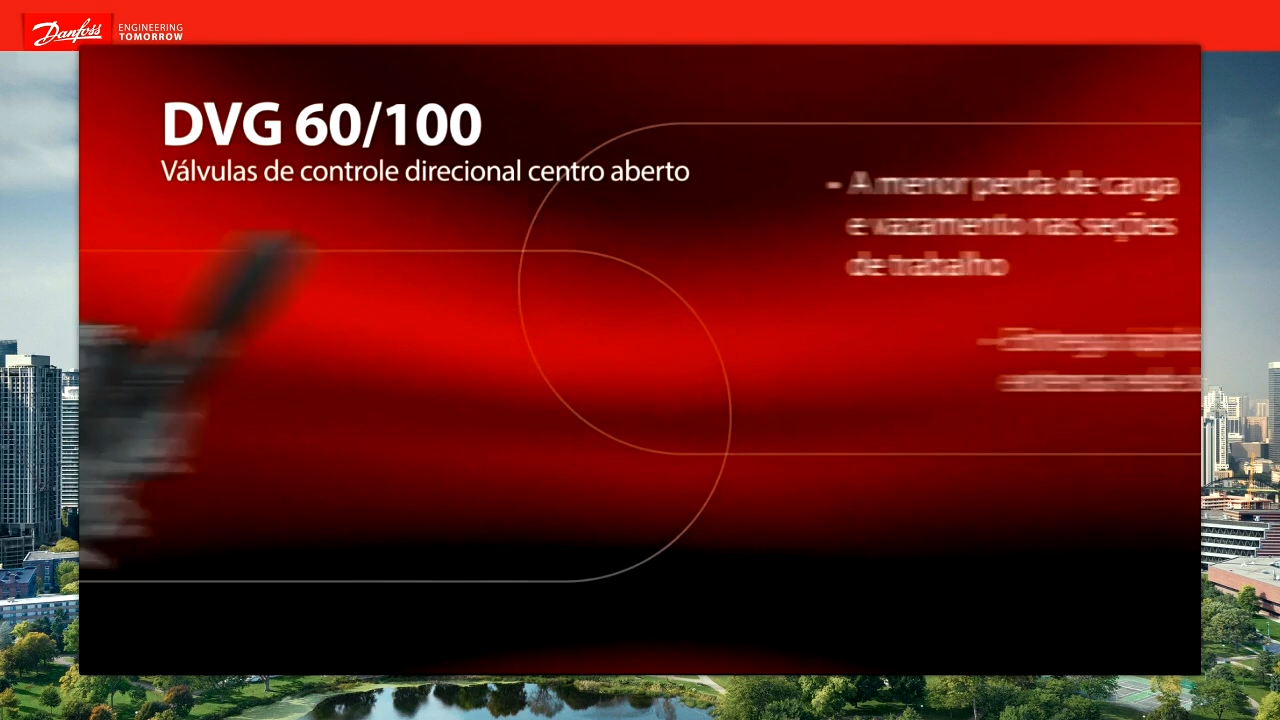 Danfoss
ENGINEERING
TOMORROW
DVG 60/100
Válvulas de controle direcional centro aberto
- A menor perda de carga
e vazamento nas seções
de trabalho